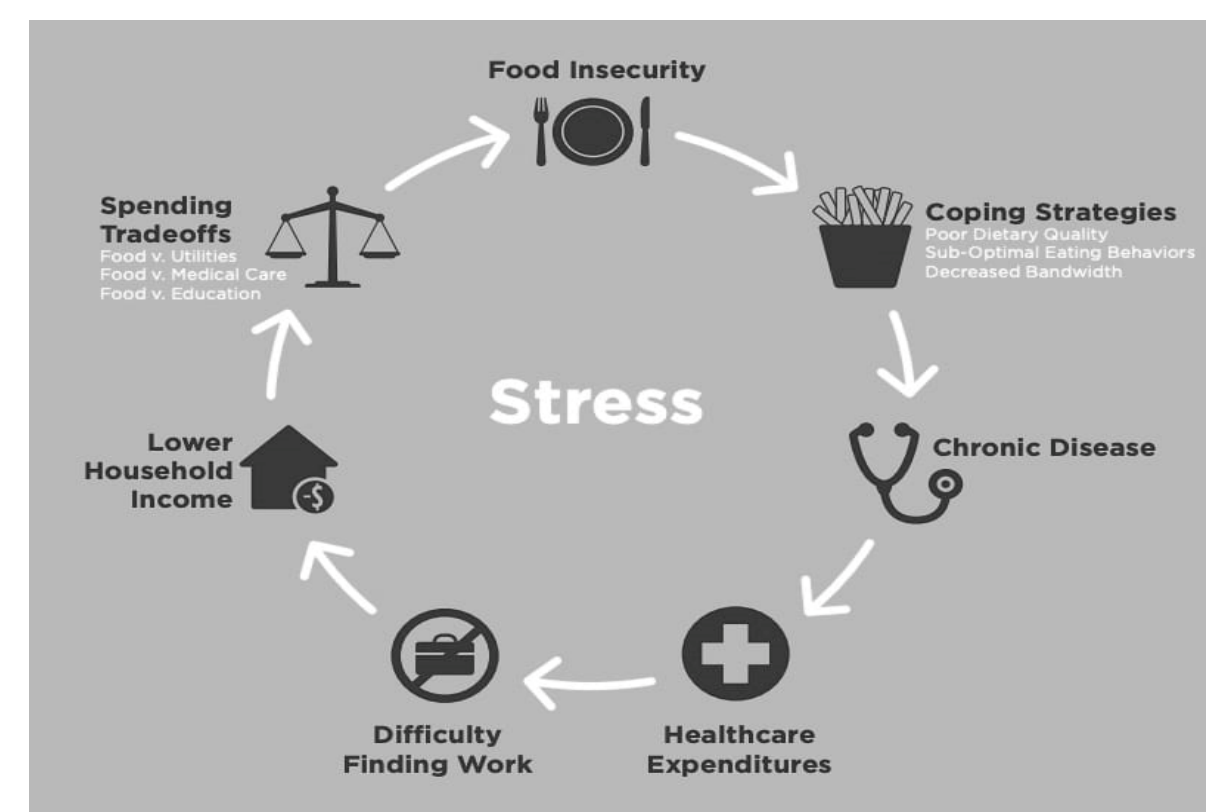 Food Insecurity
Coping Strategies
Poor Dietary Quality
Sub-Optimal Eating Behaviors
Decreased Bandwidth
Chronic Disease
Healthcare
Expenditures
Difficulty
Finding Work
Lower
Household
Income
-$
Spending
Tradeoffs
Food v. Utilities
Food v. Medical Care
Food v. Education
Stress